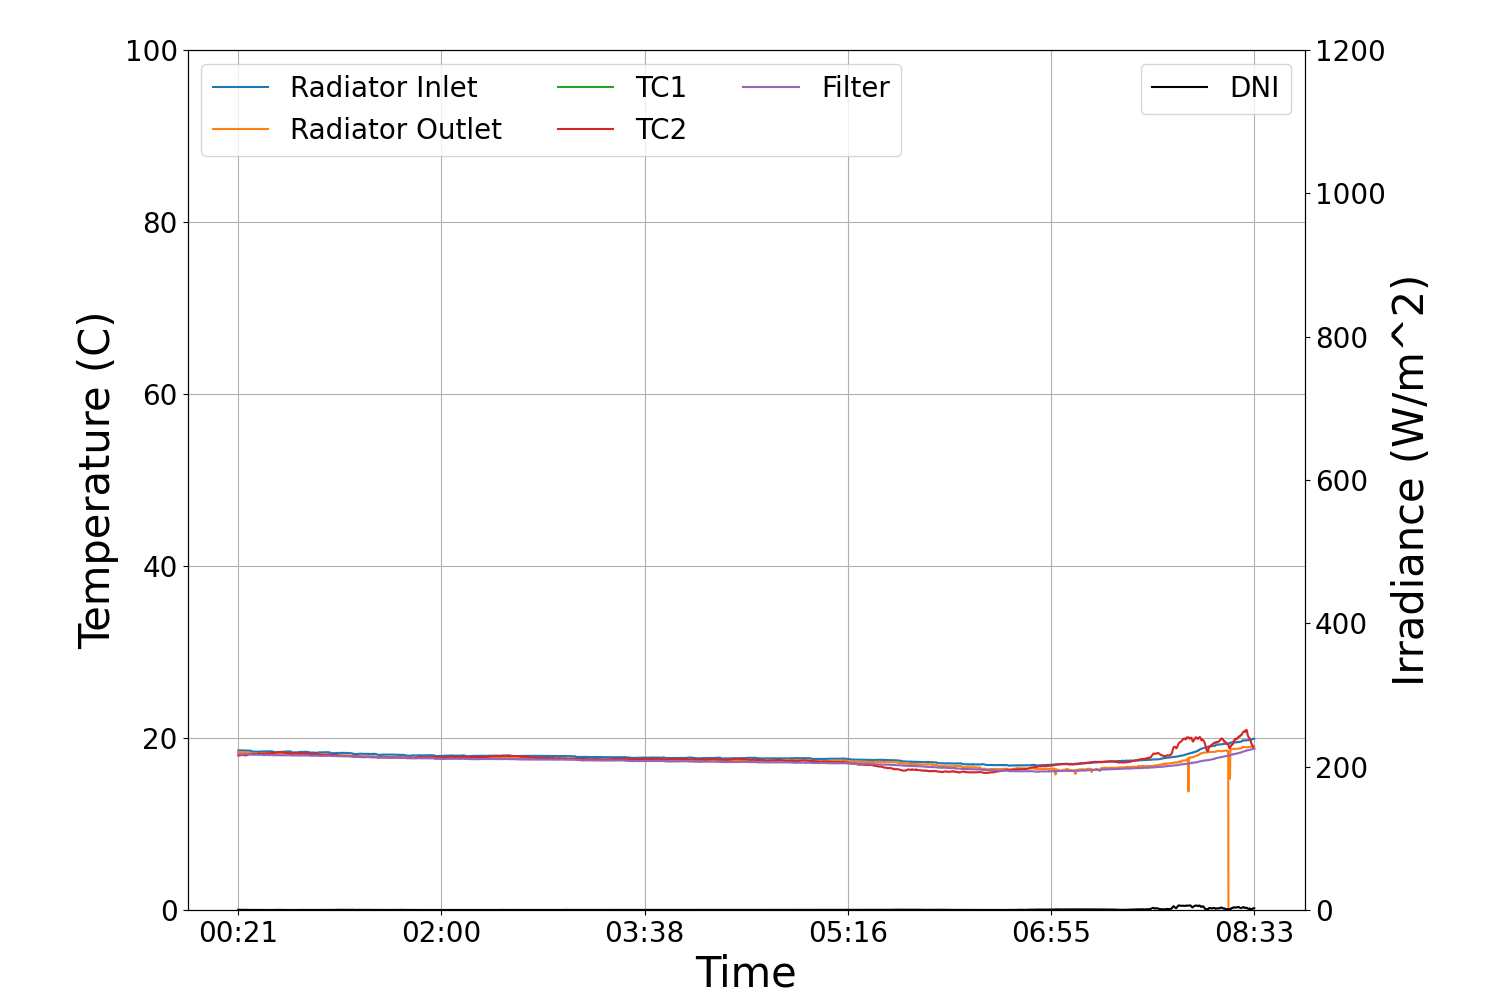 100
80
60
40
20
0
Temperature (C)
Radiator Inlet
Radiator Outlet
TC1
TC2
Filter
DNI
1200
1000
800
600
400
200
0
Irradiance (W/m^2)
00:21 02:00 03:38 05:16 06:55 08:33
Time